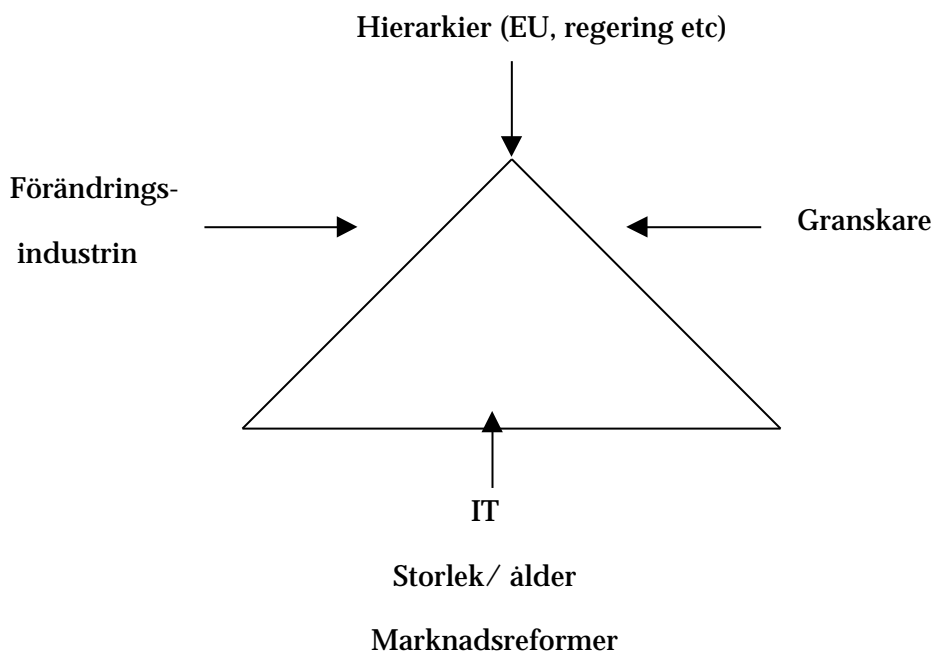 Hierarkier (EU, regering etc)
Förändrings-
industrin
Granskare
IT
Storlek/ ålder
Marknadsreformer